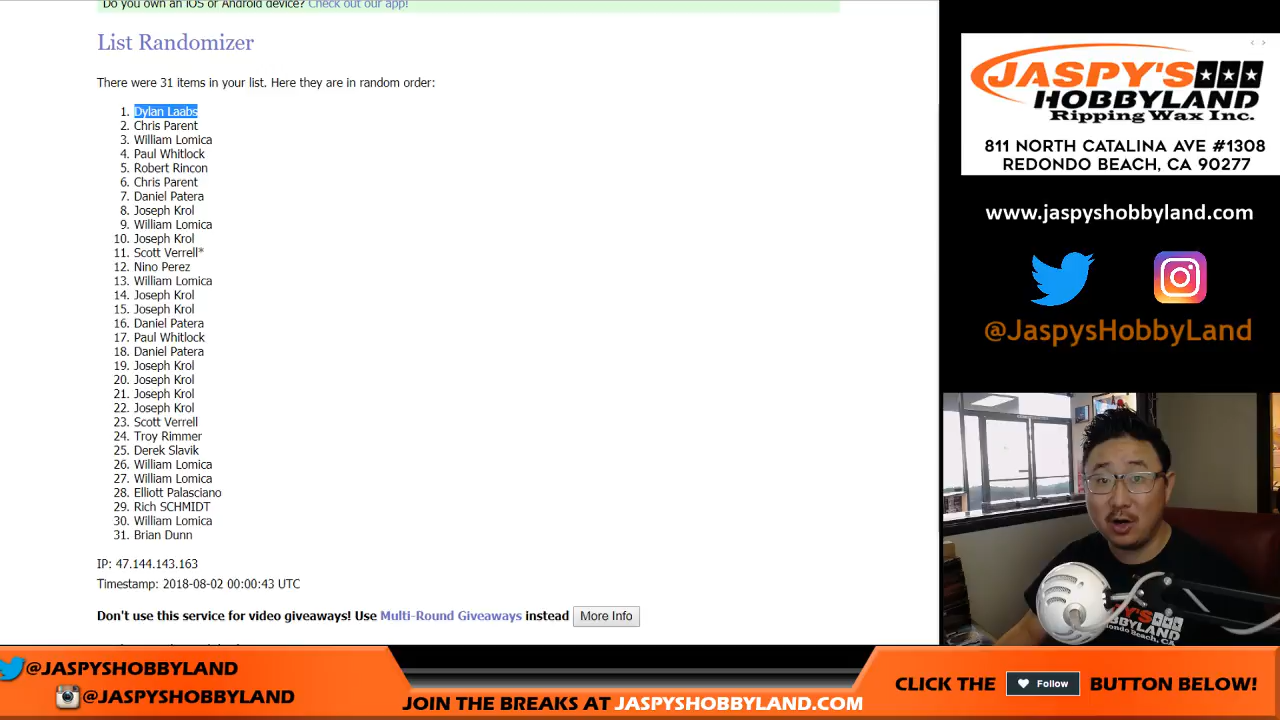 Do you own an iOS or Android device? Check out our app!
List Randomizer
There were 31 items in your list. Here they are in random order:
1. Dylan Laabs
2. Chris Parent
3. William Lomica
4. Paul Whitlock
5. Robert Rincon
6. Chris Parent
7. Daniel Patera
8. Joseph Krol
9. William Lomica
10. Joseph Krol
11. Scott Verrell*
12. Nino Perez
13. William Lomica
14. Joseph Krol
15. Joseph Krol
16. Daniel Patera
17. Paul Whitlock
18. Daniel Patera
19. Joseph Krol
20. Joseph Krol
21. Joseph Krol
22. Joseph Krol
23. Scott Verrell
24. Troy Rimmer
25. Derek Slavik
26. William Lomica
27. William Lomica
28. Elliott Palasciano
29. Rich SCHMIDT
30. William Lomica
31. Brian Dunn
IP: 47.144.143.163
Timestamp: 2018-08-02 00:00:43 UTC
Don't use this service for video giveaways! Use Multi-Round Giveaways instead More Info
JASPY'S
HOBBYLAND
Ripping Wax Inc.
811 NORTH CATALINA AVE #1308
REDONDO BEACH, CA 90277
www.jaspyshobbyland.com
@JaspysHobbyLand
JASPY'S
HOBBYLAND
Redondo Beach, CA
@JASPYSHOBBYLAND
@JASPYSHOBBYLAND
JOIN THE BREAKS AT JASPYSHOBBYLAND.COM
CLICK THE Follow BUTTON BELOW!